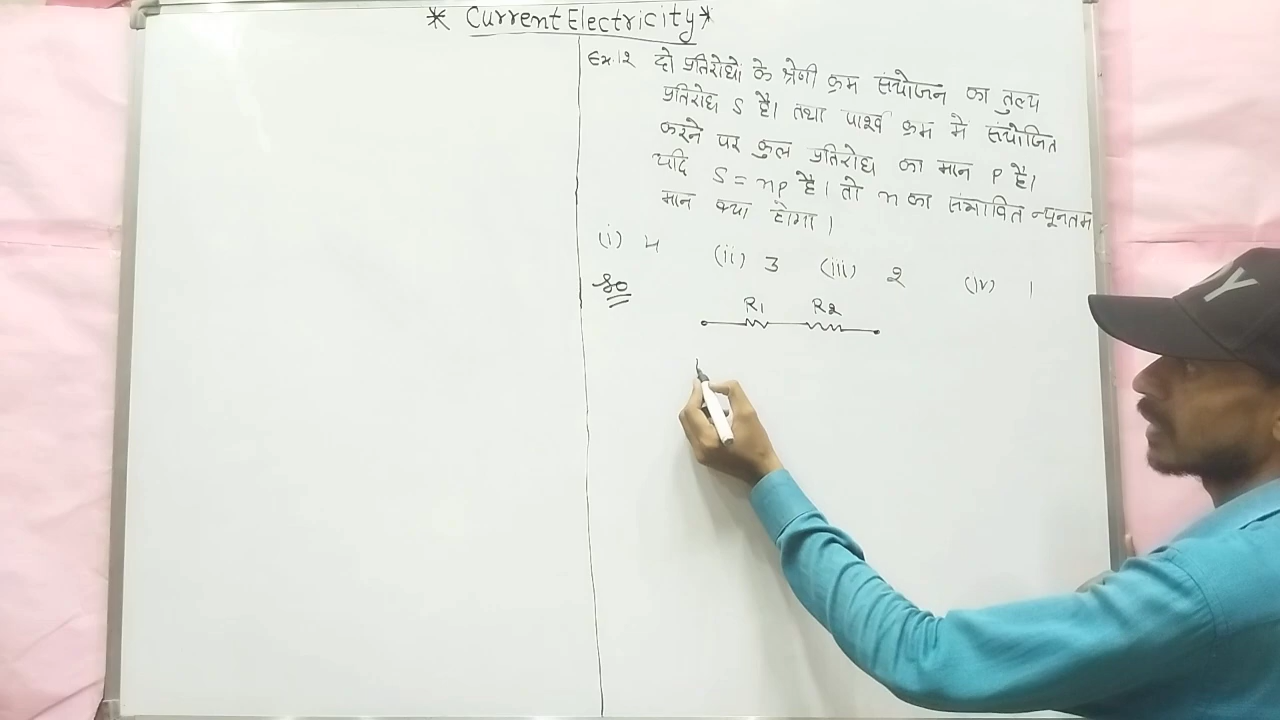 * Current Electricity *
Ex.12 दो प्रतिरोधो के श्रेणी क्रम संयोजन का तुल्य
प्रतिरोध S है। तथा पार्श्व क्रम में संयोजित
करने पर कुल प्रतिरोध का मान P है।
यदि S = nP है। तो n का संभावित न्यूनतम
मान क्या होगा।
(i) 4 (ii) 3 (iii) 2 (iv) 1
R1 R2